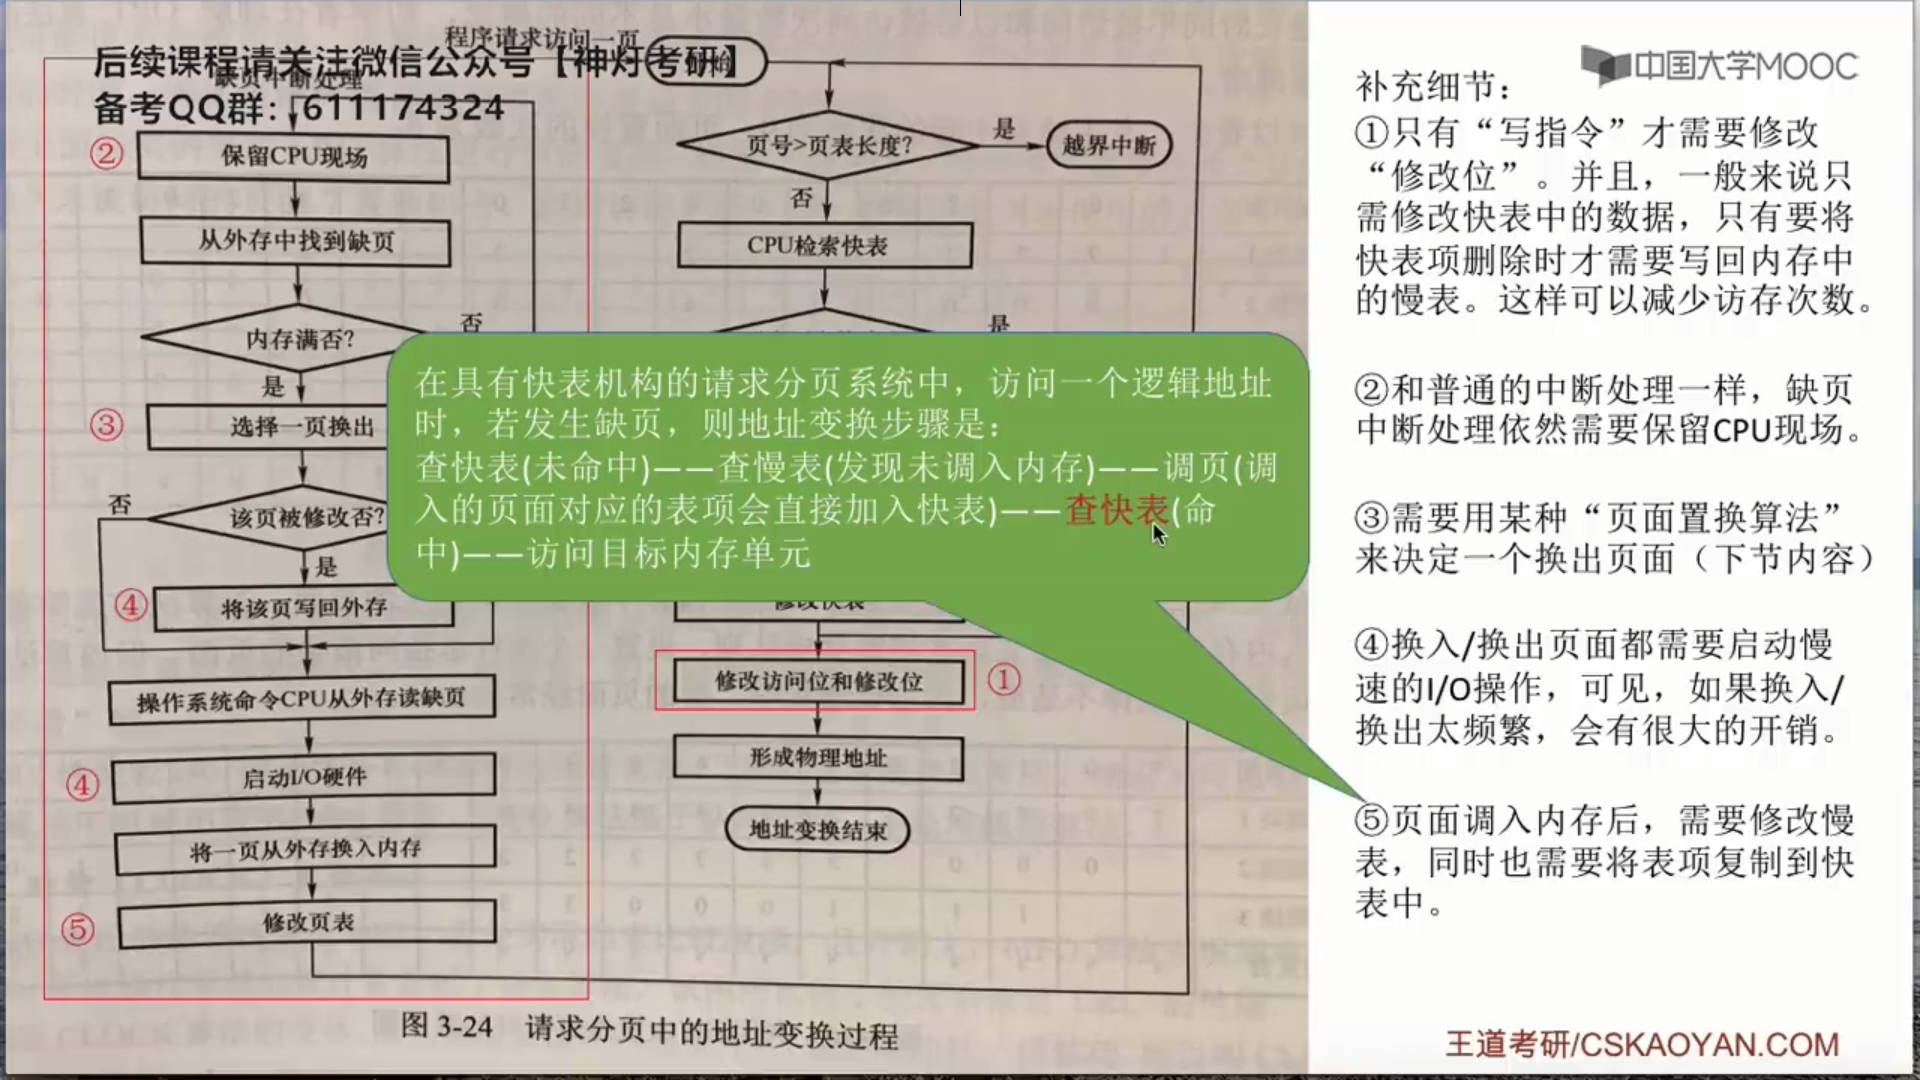 程序请求访问一页
后续课程请关注微信公众号【神灯考研】
缺页中断处理
备考QQ群：611174324
②
保留CPU现场
从外存中找到缺页
内存满否?
否
是
③
选择一页换出
否
该页被修改否?
是
④
将该页写回外存
操作系统命令CPU从外存读缺页
④
启动I/O硬件
将一页从外存换入内存
⑤
修改页表
页号>页表长度?
是
越界中断
否
CPU检索快表
是
在具有快表机构的请求分页系统中，访问一个逻辑地址
时，若发生缺页，则地址变换步骤是：
查快表(未命中)——查慢表(发现未调入内存)——调页(调
入的页面对应的表项会直接加入快表)——查快表(命
中)——访问目标内存单元
修改快表
修改访问位和修改位
①
形成物理地址
地址变换结束
图 3-24 请求分页中的地址变换过程
中国大学MOOC
补充细节：
①只有“写指令”才需要修改
“修改位”。并且，一般来说只
需修改快表中的数据，只有要将
快表项删除时才需要写回内存中
的慢表。这样可以减少访存次数。
②和普通的中断处理一样，缺页
中断处理依然需要保留CPU现场。
③需要用某种“页面置换算法”
来决定一个换出页面（下节内容）
④换入/换出页面都需要启动慢
速的I/O操作，可见，如果换入/
换出太频繁，会有很大的开销。
⑤页面调入内存后，需要修改慢
表，同时也需要将表项复制到快
表中。
王道考研/CSKAOYAN.COM